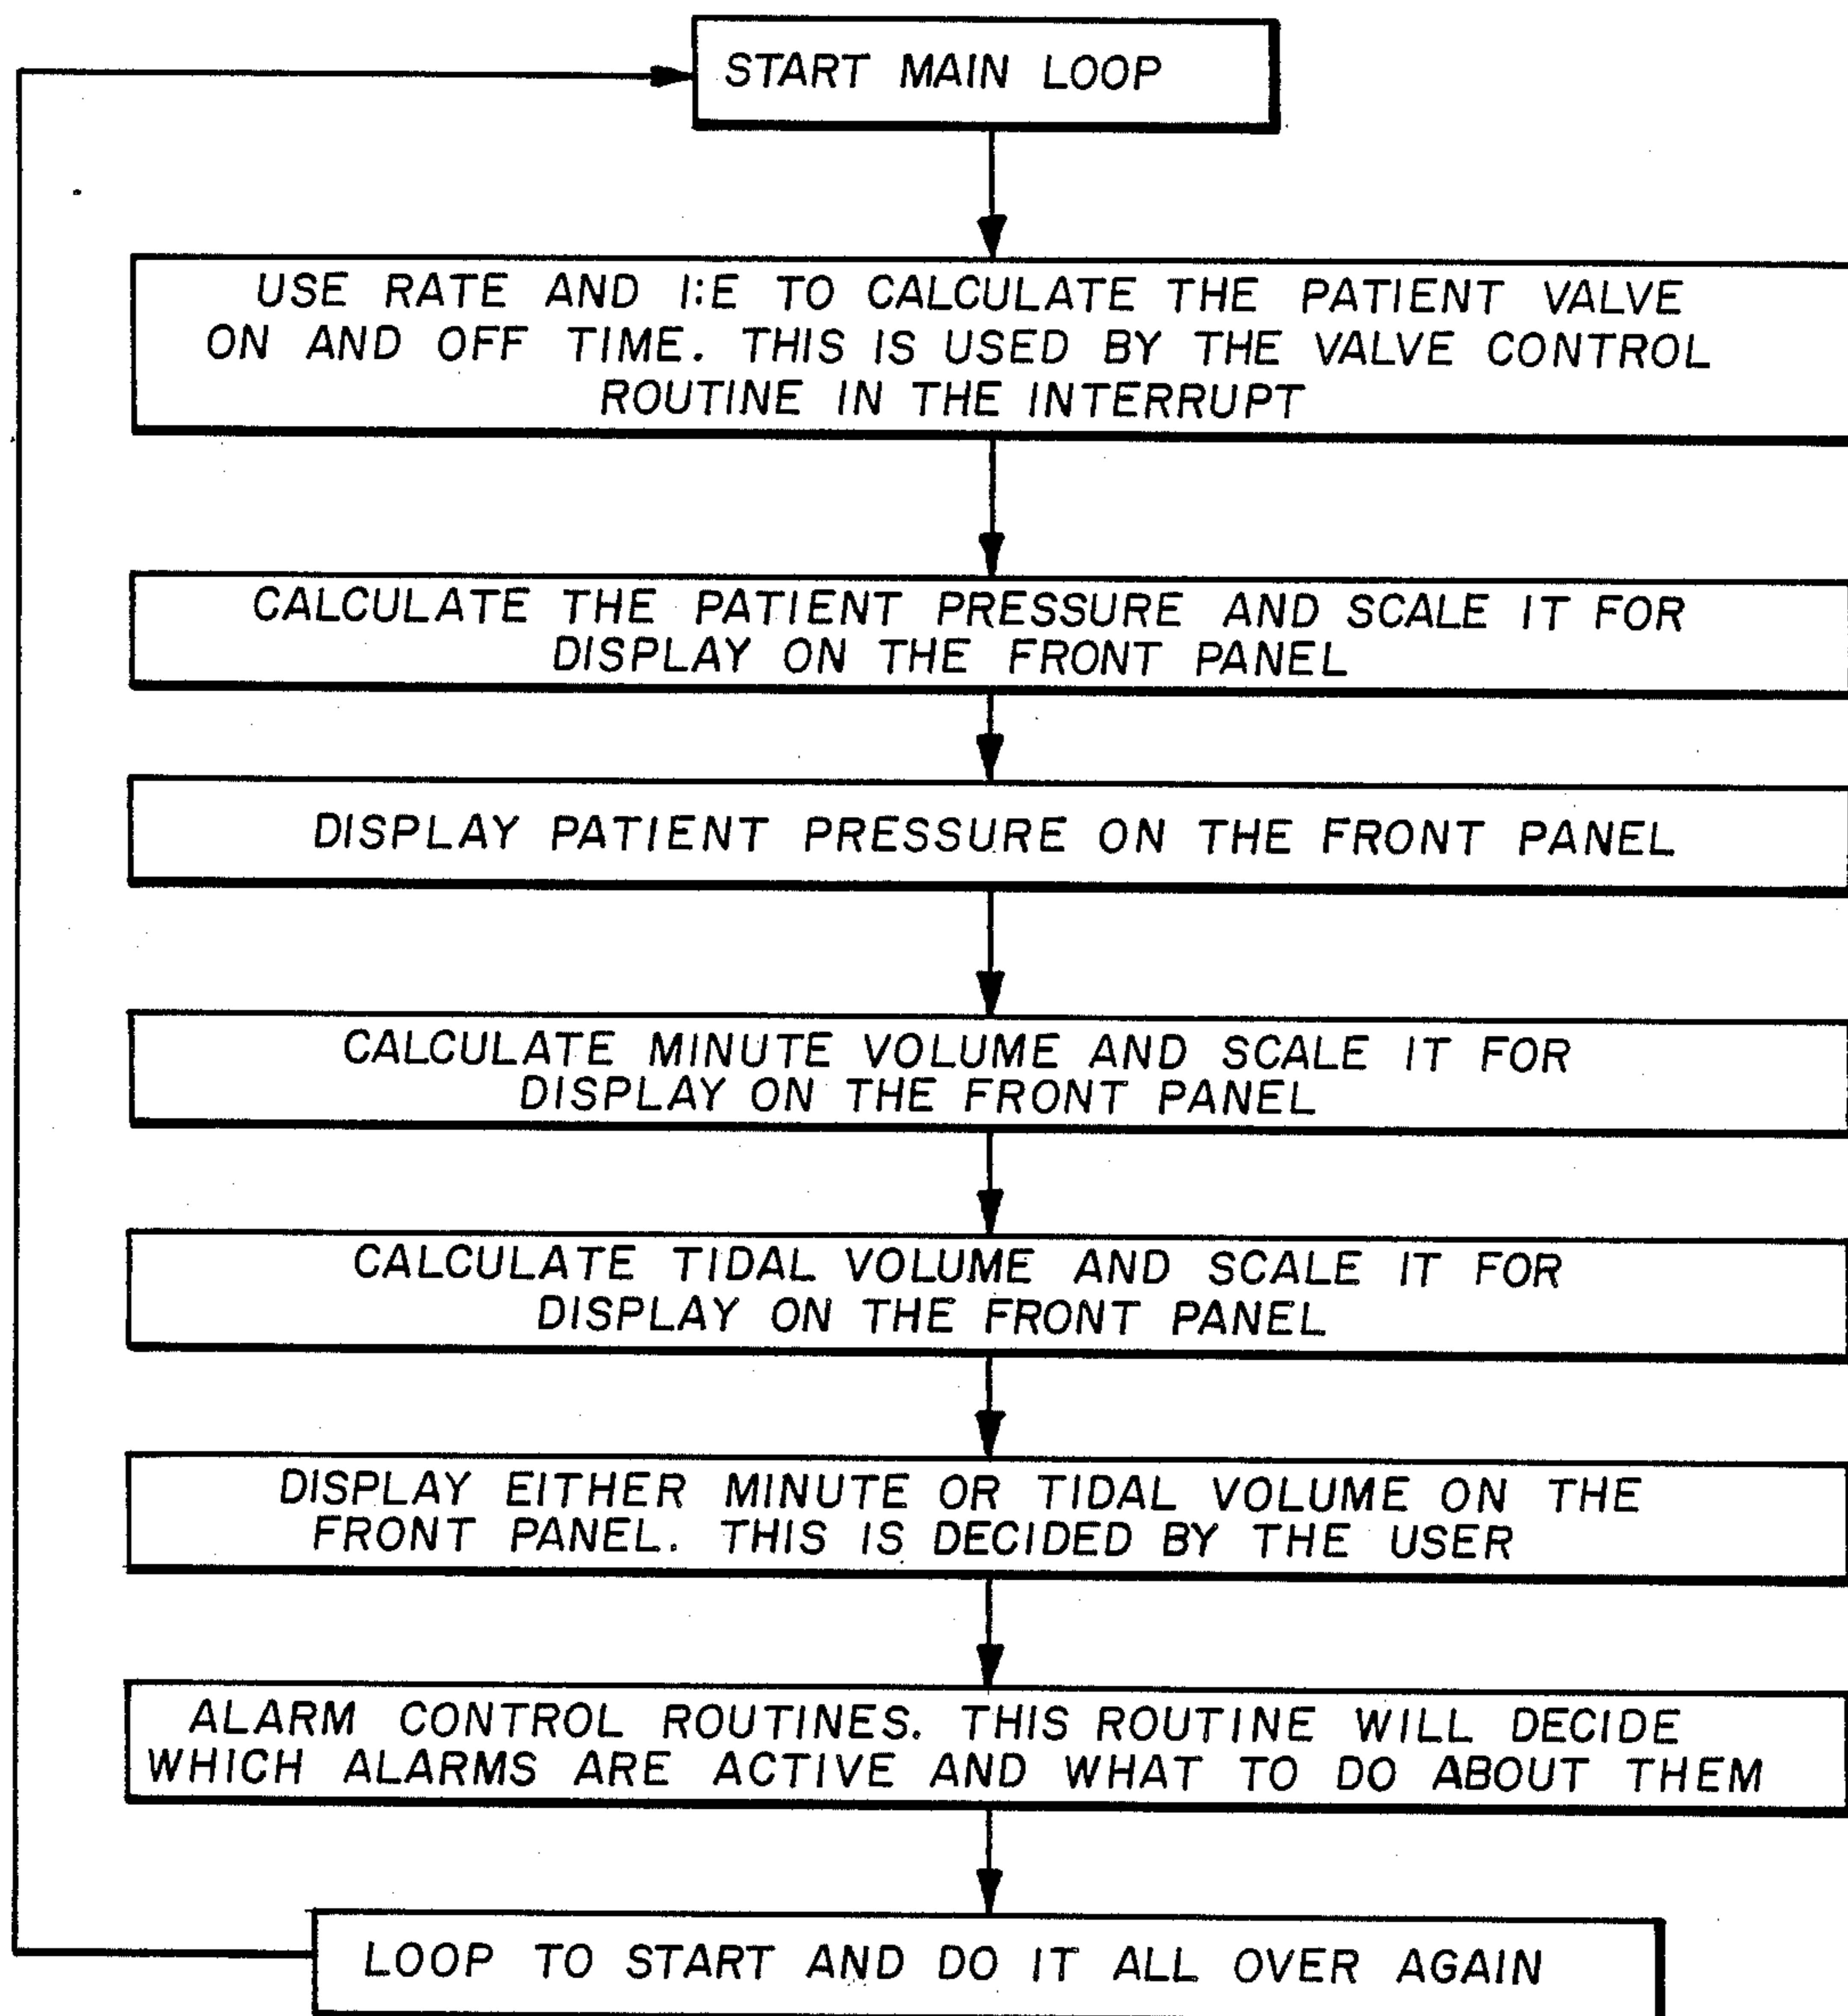 START MAIN LOOP
USE RATE AND I:E TO CALCULATE THE PATIENT VALVE
ON AND OFF TIME. THIS IS USED BY THE VALVE CONTROL
ROUTINE IN THE INTERRUPT
CALCULATE THE PATIENT PRESSURE AND SCALE IT FOR
DISPLAY ON THE FRONT PANEL
DISPLAY PATIENT PRESSURE ON THE FRONT PANEL
CALCULATE MINUTE VOLUME AND SCALE IT FOR
DISPLAY ON THE FRONT PANEL
CALCULATE TIDAL VOLUME AND SCALE IT FOR
DISPLAY ON THE FRONT PANEL
DISPLAY EITHER MINUTE OR TIDAL VOLUME ON THE
FRONT PANEL. THIS IS DECIDED BY THE USER
ALARM CONTROL ROUTINES. THIS ROUTINE WILL DECIDE
WHICH ALARMS ARE ACTIVE AND WHAT TO DO ABOUT THEM
LOOP TO START AND DO IT ALL OVER AGAIN